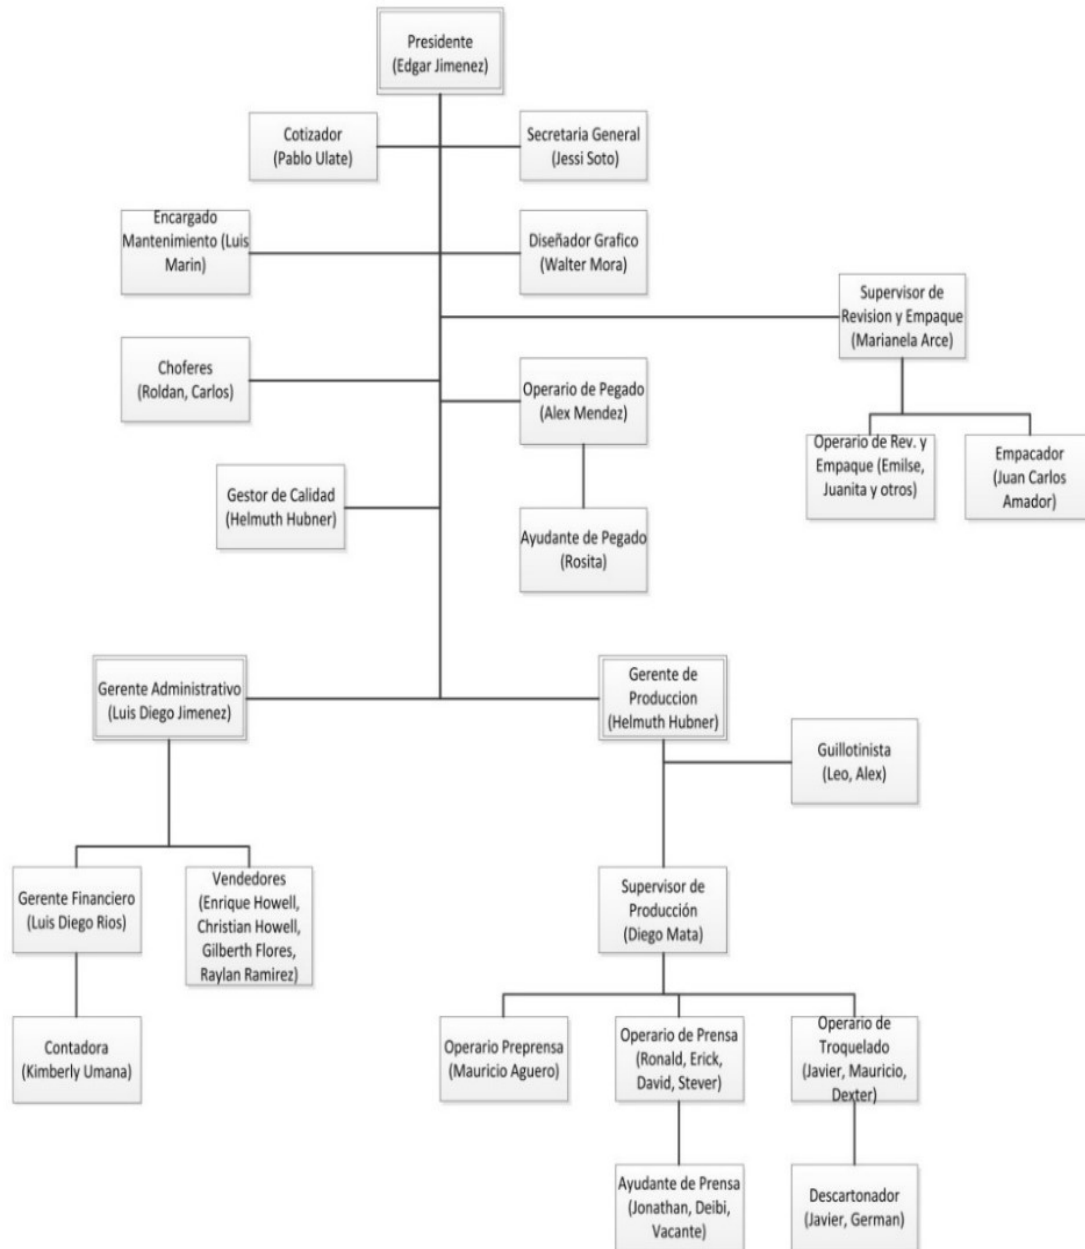 Presidente
(Edgar Jimenez)
Cotizador
(Pablo Ulate)
Secretaria General
(Jessi Soto)
Encargado
Mantenimiento (Luis
Marin)
Diseñador Grafico
(Walter Mora)
Supervisor de
Revision y Empaque
(Marianela Arce)
Choferes
(Roldan, Carlos)
Operario de Pegado
(Alex Mendez)
Operario de Rev. y
Empaque (Emilse,
Juanita y otros)
Empacador
(Juan Carlos
Amador)
Gestor de Calidad
(Helmuth Hubner)
Ayudante de Pegado
(Rosita)
Gerente Administrativo
(Luis Diego Jimenez)
Gerente de
Produccion
(Helmuth Hubner)
Guillotinista
(Leo, Alex)
Gerente Financiero
(Luis Diego Rios)
Vendedores
(Enrique Howell,
Christian Howell,
Gilberth Flores,
Raylan Ramirez)
Supervisor de
Producción
(Diego Mata)
Contadora
(Kimberly Umana)
Operario Preprensa
(Mauricio Aguero)
Operario de Prensa
(Ronald, Erick,
David, Stever)
Operario de
Troquelado
(Javier, Mauricio,
Dexter)
Ayudante de Prensa
(Jonathan, Deibi,
Vacante)
Descartonador
(Javier, German)